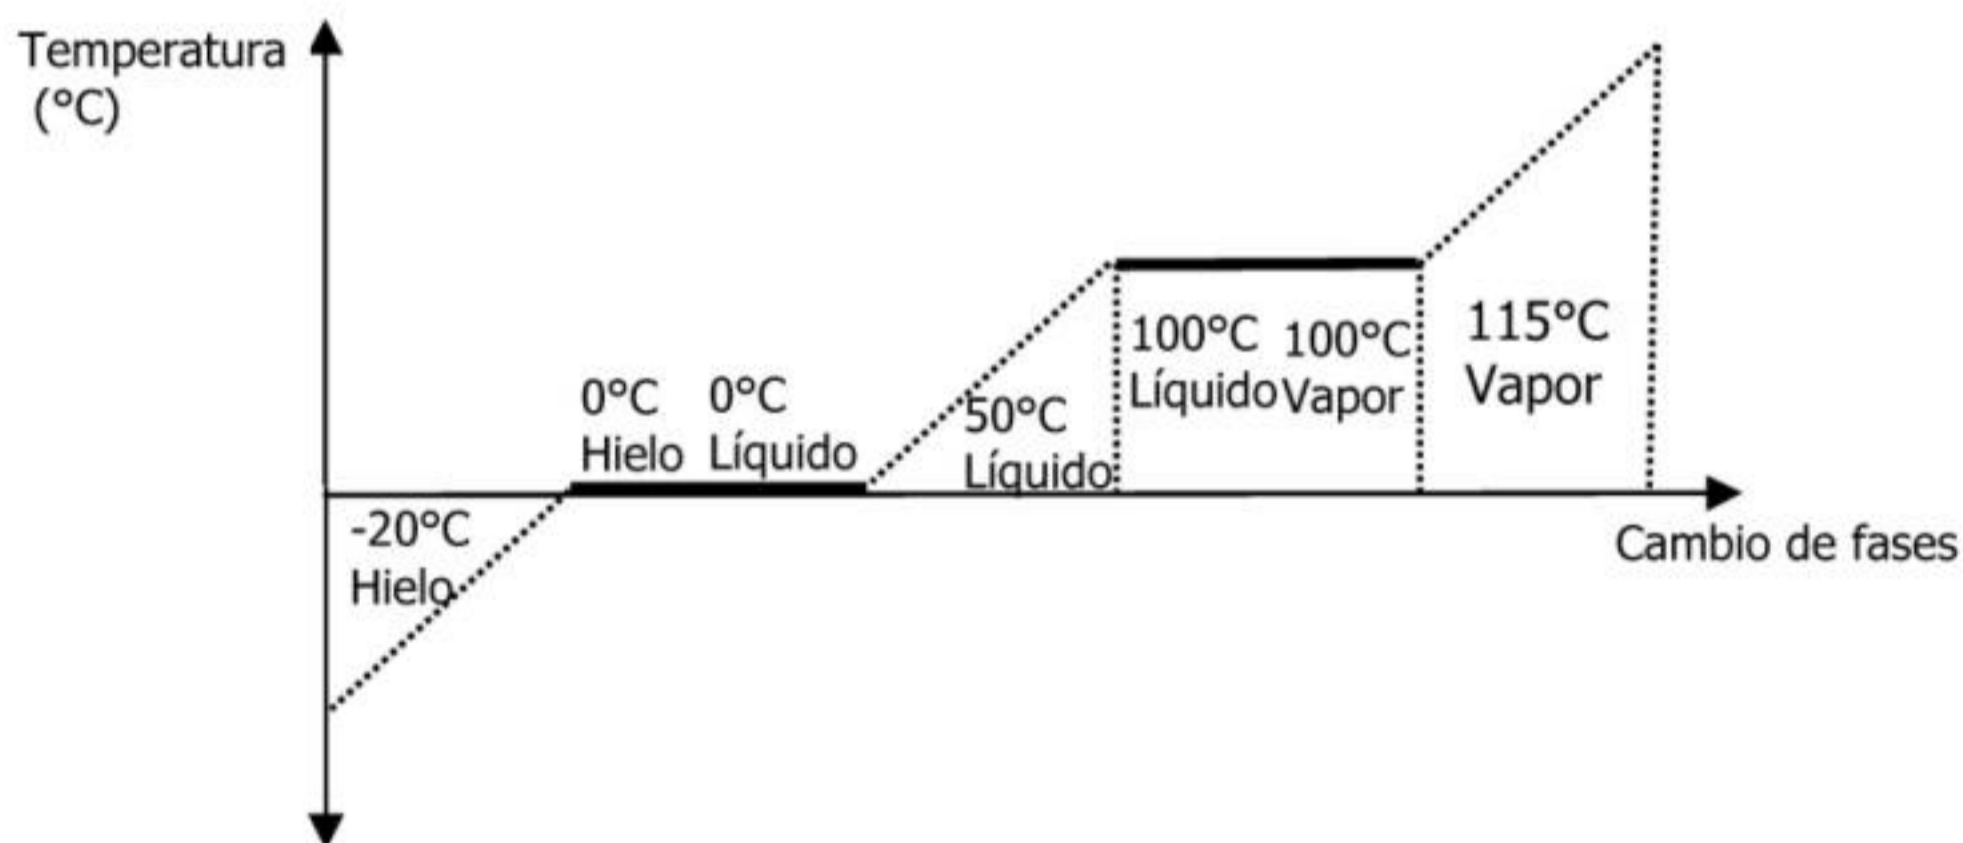 Temperatura
(°C)
0°C
Hielo
0°C
Líquido
-20°C
Hielo
50°C
Líquido
100°C
Líquido
100°C
Vapor
115°C
Vapor
Cambio de fases